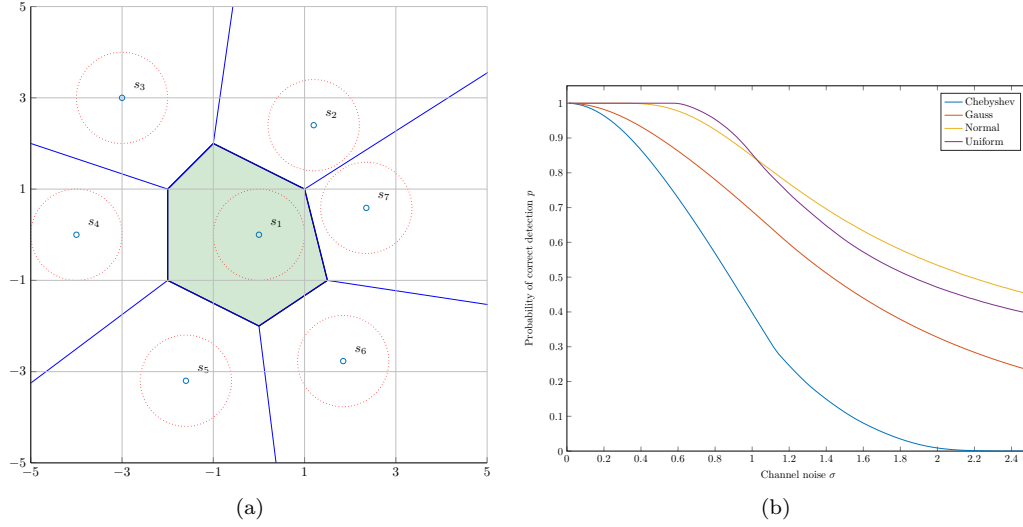 5
3
1
−1
−3
−5
−5
−3
−1
1
3
5
s3
s2
s7
s4
s1
s6
s5
(a)
1
0.9
0.8
0.7
0.6
0.5
0.4
0.3
0.2
0.1
0
0
0.2
0.4
0.6
0.8
1
1.2
1.4
1.6
1.8
2
2.2
2.4
Probability of correct detection p
Channel noise σ
Chebyshev
Gauss
Normal
Uniform
(b)